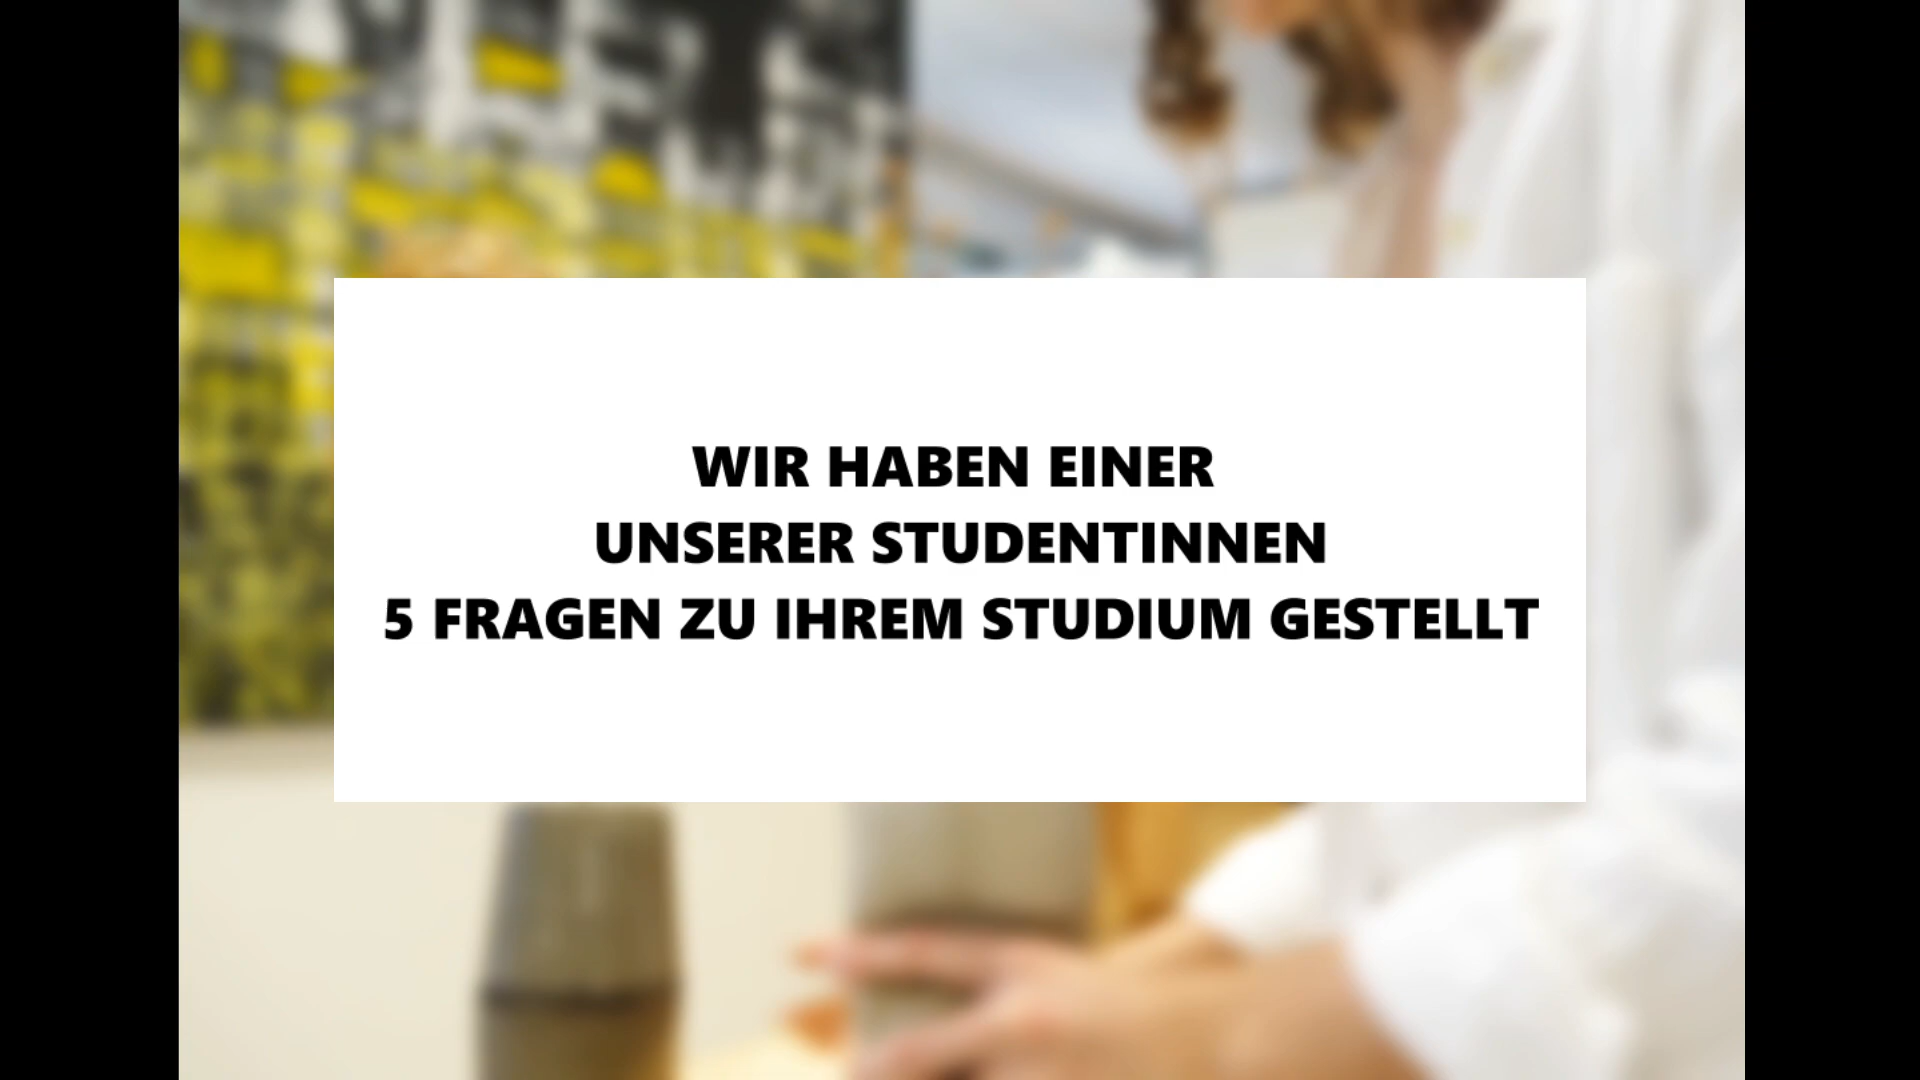 WIR HABEN EINER
UNSERER STUDENTINNEN
5 FRAGEN ZU IHREM STUDIUM GESTELLT